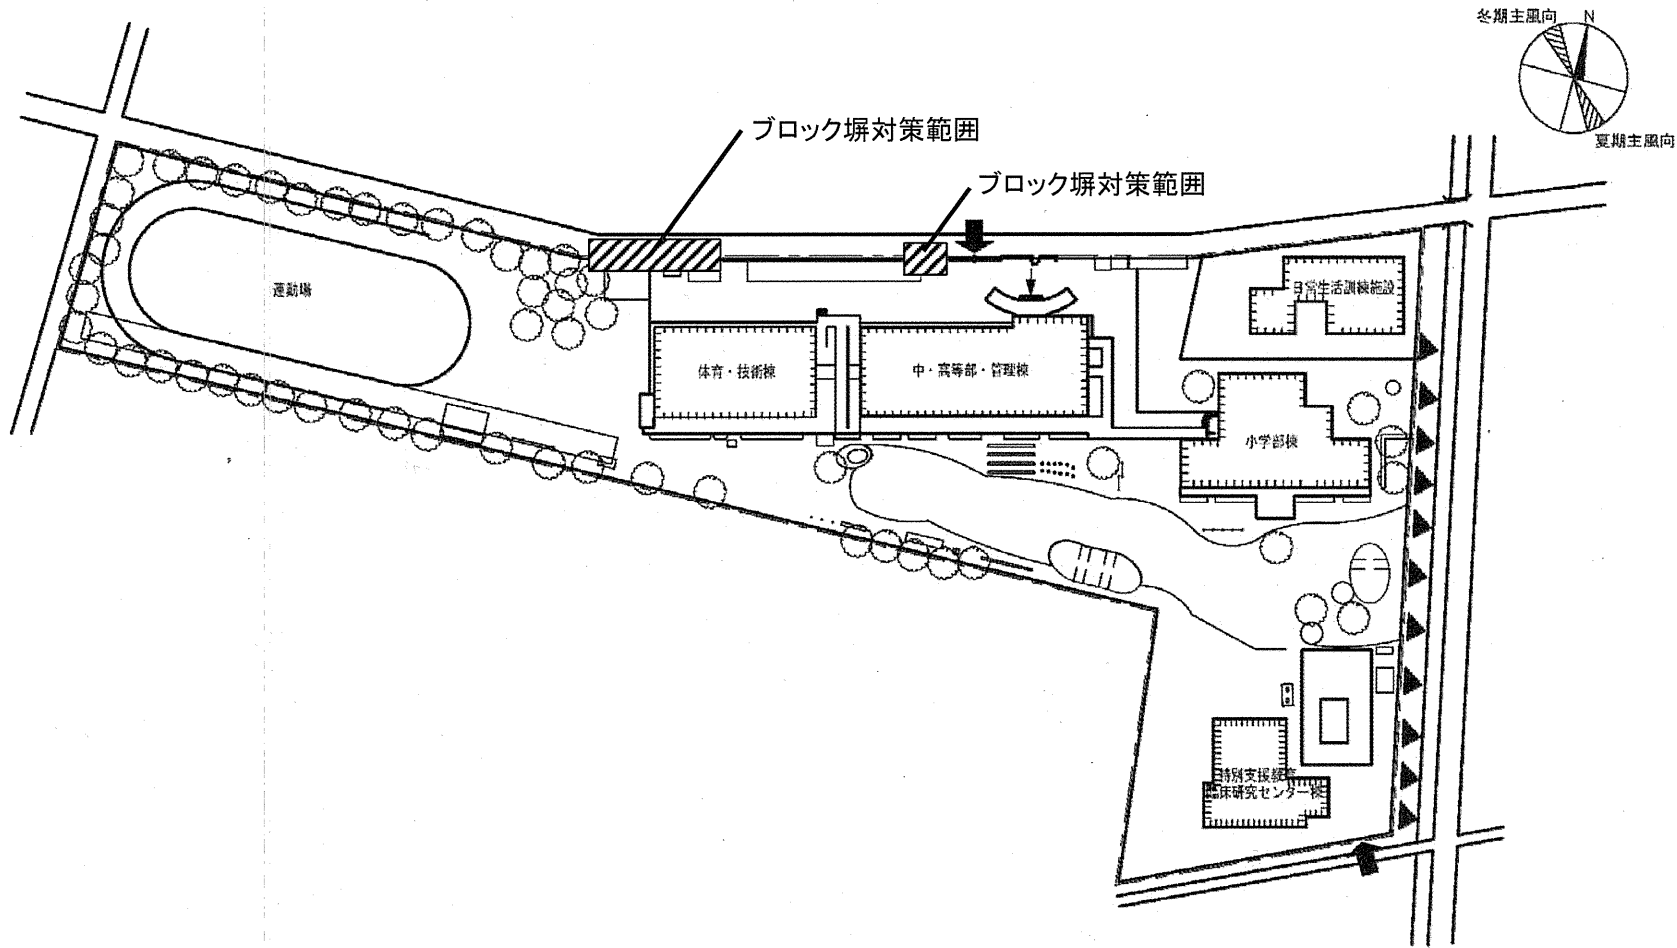 冬期主風向
N
夏期主風向
ブロック塀対策範囲
ブロック塀対策範囲
運動場
日常生活訓練施設
体育・技術棟
中・高等部・管理棟
小学部棟
特別支援教育
臨床研究センター棟